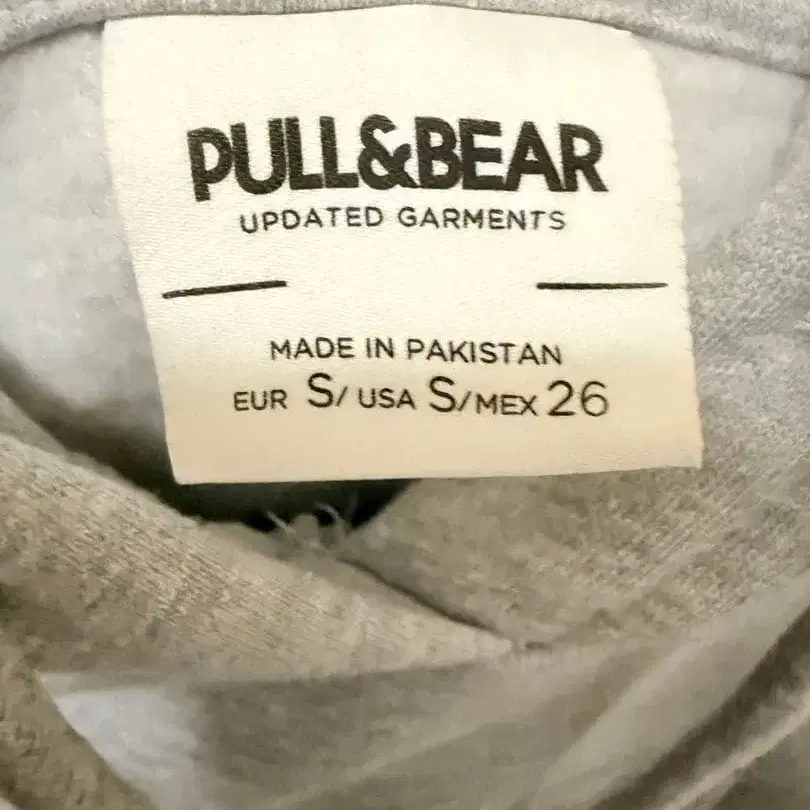 PULL&BEAR
UPDATED GARMENTS
MADE IN PAKISTAN
EUR S/ USA S/MEX 26